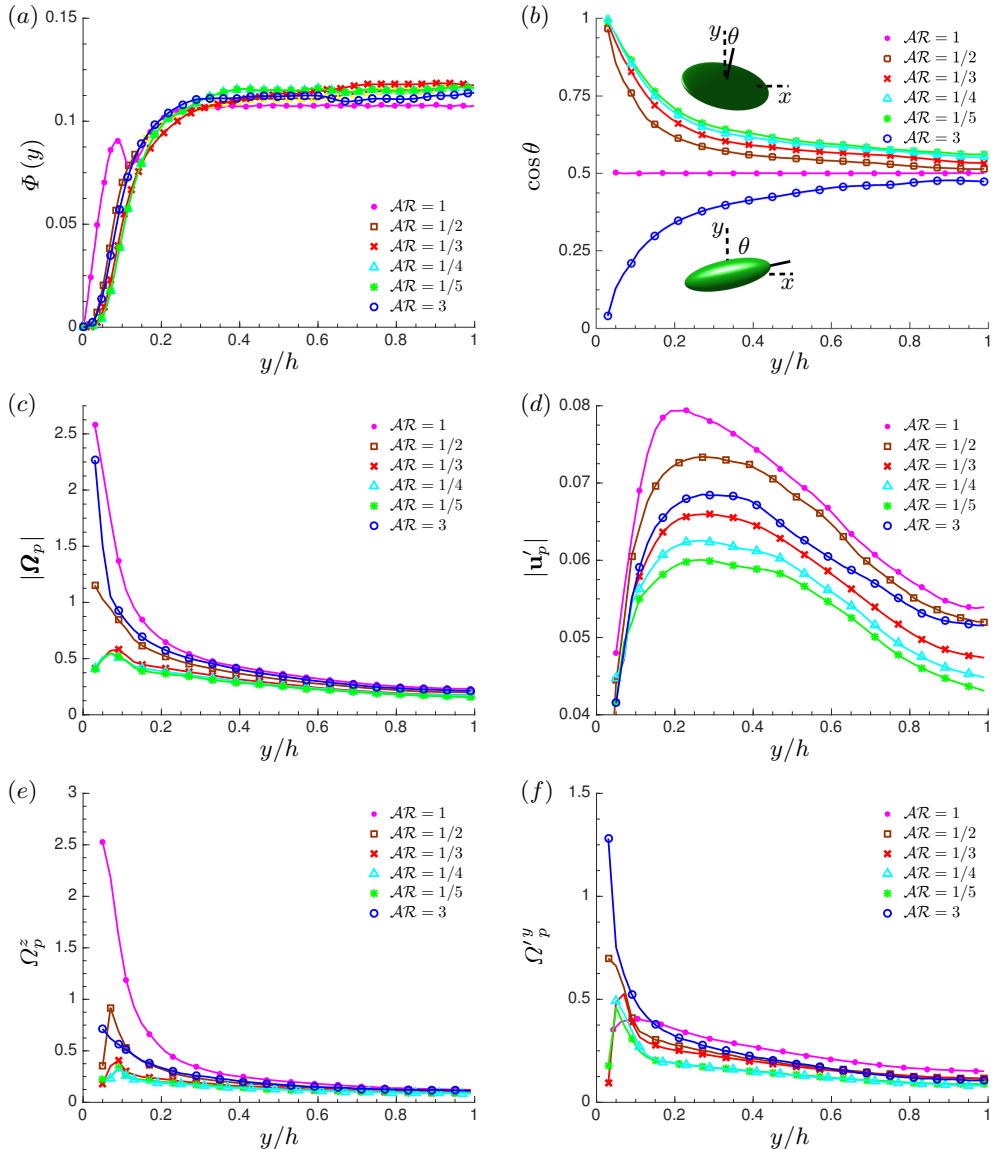 (a)
0.15
0.1
0.05
0
Φ (y)
AR = 1
AR = 1/2
AR = 1/3
AR = 1/4
AR = 1/5
AR = 3
0 0.2 0.4 0.6 0.8 1
y/h
(b)
1
0.75
0.5
0.25
0
cos θ
y θ
x
AR = 1
AR = 1/2
AR = 1/3
AR = 1/4
AR = 1/5
AR = 3
y
θ
x
0 0.2 0.4 0.6 0.8 1
y/h
(c)
2.5
2
1.5
1
0.5
0
|Ωp|
AR = 1
AR = 1/2
AR = 1/3
AR = 1/4
AR = 1/5
AR = 3
0 0.2 0.4 0.6 0.8 1
y/h
(d)
0.08
0.07
0.06
0.05
0.04
|u′p|
AR = 1
AR = 1/2
AR = 1/3
AR = 1/4
AR = 1/5
AR = 3
0 0.2 0.4 0.6 0.8 1
y/h
(e)
3
2.5
2
1.5
1
0.5
0
Ωpz
AR = 1
AR = 1/2
AR = 1/3
AR = 1/4
AR = 1/5
AR = 3
0 0.2 0.4 0.6 0.8 1
y/h
(f)
1.5
1
0.5
0
Ω′py
AR = 1
AR = 1/2
AR = 1/3
AR = 1/4
AR = 1/5
AR = 3
0 0.2 0.4 0.6 0.8 1
y/h